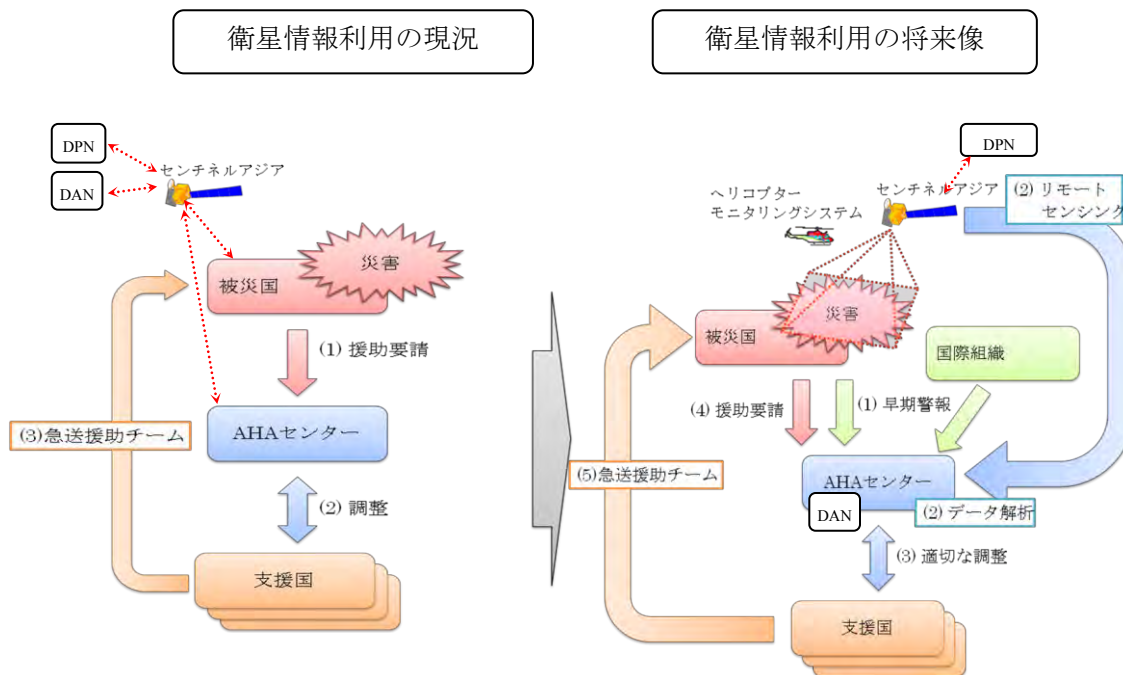 衛星情報利用の現況
DPN
DAN
センチネルアジア
災害
被災国
(1) 援助要請
AHAセンター
(3)急送援助チーム
(2) 調整
支援国
衛星情報利用の将来像
DPN
センチネルアジア
(2) リモート
センシング
ヘリコプター
モニタリングシステム
災害
被災国
国際組織
(4) 援助要請
(1) 早期警報
(5)急送援助チーム
AHAセンター
DAN
(2) データ解析
(3) 適切な調整
支援国